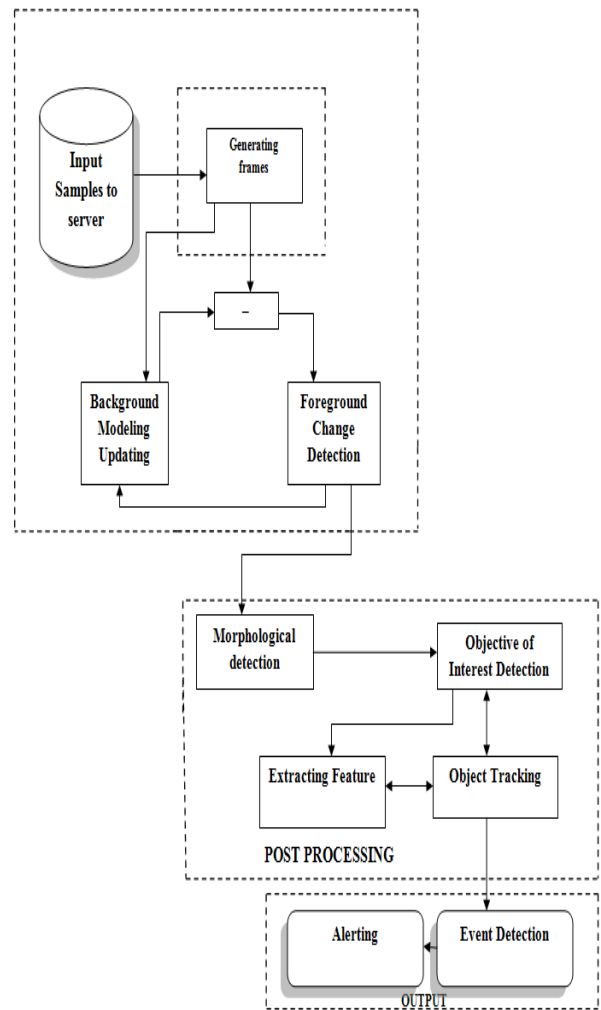 Input
Samples to
server
Generating
frames
–
Background
Modeling
Updating
Foreground
Change
Detection
Morphological
detection
Objective of
Interest Detection
Extracting Feature
Object Tracking
POST PROCESSING
Alerting
Event Detection
OUTPUT